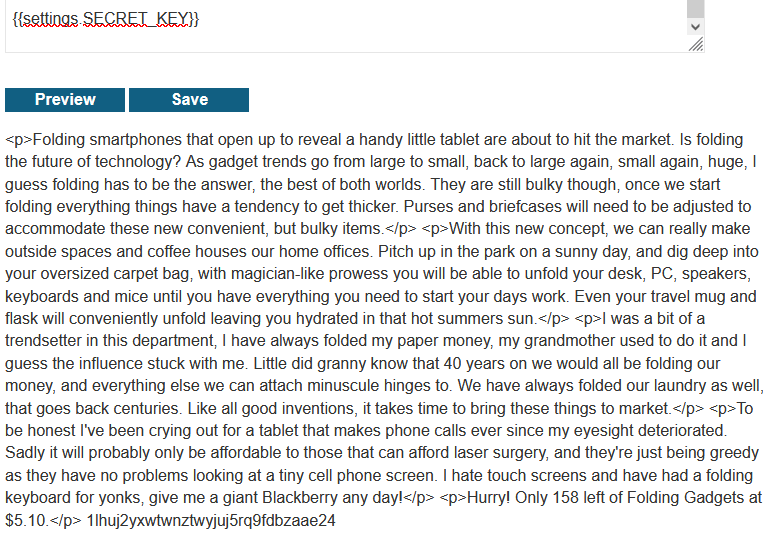 {{settings.SECRET_KEY}}
Preview
Save
<p>Folding smartphones that open up to reveal a handy little tablet are about to hit the market. Is folding
the future of technology? As gadget trends go from large to small, back to large again, small again, huge, I
guess folding has to be the answer, the best of both worlds. They are still bulky though, once we start
folding everything things have a tendency to get thicker. Purses and briefcases will need to be adjusted to
accommodate these new convenient, but bulky items.</p> <p>With this new concept, we can really make
outside spaces and coffee houses our home offices. Pitch up in the park on a sunny day, and dig deep into
your oversized carpet bag, with magician-like prowess you will be able to unfold your desk, PC, speakers,
keyboards and mice until you have everything you need to start your days work. Even your travel mug and
flask will conveniently unfold leaving you hydrated in that hot summers sun.</p> <p>I was a bit of a
trendsetter in this department, I have always folded my paper money, my grandmother used to do it and I
guess the influence stuck with me. Little did granny know that 40 years on we would all be folding our
money, and everything else we can attach minuscule hinges to. We have always folded our laundry as well,
that goes back centuries. Like all good inventions, it takes time to bring these things to market.</p> <p>To
be honest I've been crying out for a tablet that makes phone calls ever since my eyesight deteriorated.
Sadly it will probably only be affordable to those that can afford laser surgery, and they're just being greedy
as they have no problems looking at a tiny cell phone screen. I hate touch screens and have had a folding
keyboard for yonks, give me a giant Blackberry any day!</p> <p>Hurry! Only 158 left of Folding Gadgets at
$5.10.</p> 1lhuj2yxwtwnztwyjuj5rq9fdbzaae24